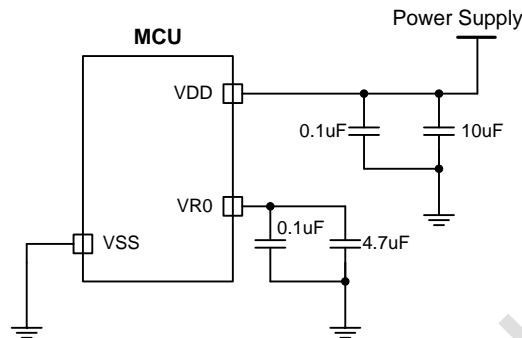 Power Supply
MCU
VDD
0.1uF
10uF
VR0
0.1uF
4.7uF
VSS